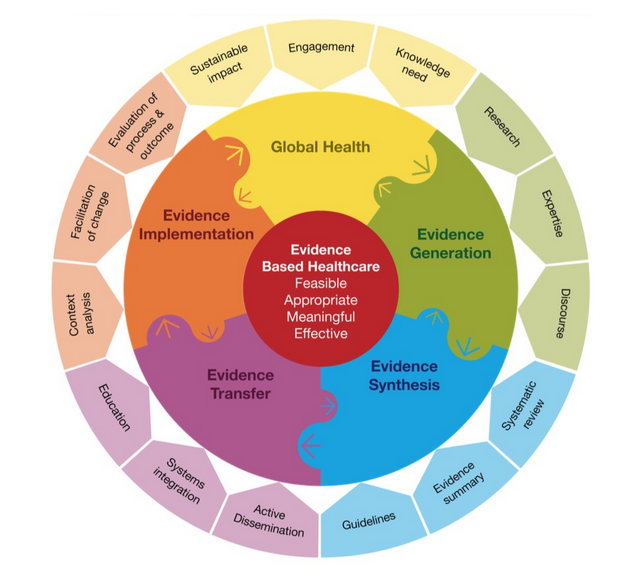 Sustainable
impact
Engagement
Knowledge
need
Research
Expertise
Discourse
Systematic
review
Evidence
summary
Guidelines
Active
Dissemination
Systems
integration
Education
Context
analysis
Facilitation
of change
Evaluation of
process &
outcome
Global Health
Evidence
Generation
Evidence
Synthesis
Evidence
Transfer
Evidence
Implementation
Evidence
Based Healthcare
Feasible
Appropriate
Meaningful
Effective